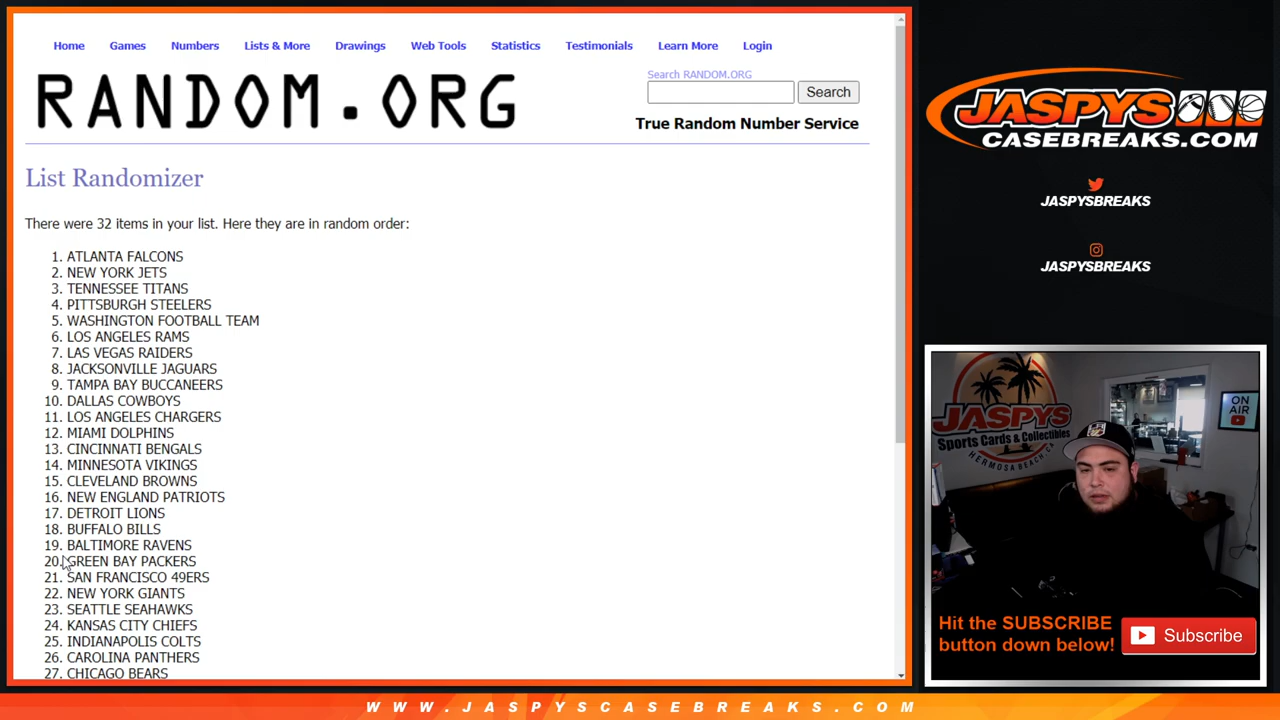 Home Games Numbers Lists & More Drawings Web Tools Statistics Testimonials Learn More Login
RANDOM.ORG
Search RANDOM.ORG
Search
True Random Number Service
List Randomizer
There were 32 items in your list. Here they are in random order:
1. ATLANTA FALCONS
2. NEW YORK JETS
3. TENNESSEE TITANS
4. PITTSBURGH STEELERS
5. WASHINGTON FOOTBALL TEAM
6. LOS ANGELES RAMS
7. LAS VEGAS RAIDERS
8. JACKSONVILLE JAGUARS
9. TAMPA BAY BUCCANEERS
10. DALLAS COWBOYS
11. LOS ANGELES CHARGERS
12. MIAMI DOLPHINS
13. CINCINNATI BENGALS
14. MINNESOTA VIKINGS
15. CLEVELAND BROWNS
16. NEW ENGLAND PATRIOTS
17. DETROIT LIONS
18. BUFFALO BILLS
19. BALTIMORE RAVENS
20. GREEN BAY PACKERS
21. SAN FRANCISCO 49ERS
22. NEW YORK GIANTS
23. SEATTLE SEAHAWKS
24. KANSAS CITY CHIEFS
25. INDIANAPOLIS COLTS
26. CAROLINA PANTHERS
27. CHICAGO BEARS
JASPYS
CASEBREAKS.COM
JASPYSBREAKS
JASPYSBREAKS
JASPYS
Sports Cards & Collectibles
HERMOSA BEACH, CA
ON
AIR
Hit the SUBSCRIBE
button down below!
Subscribe
WWW.JASPYSCASEBREAKS.COM